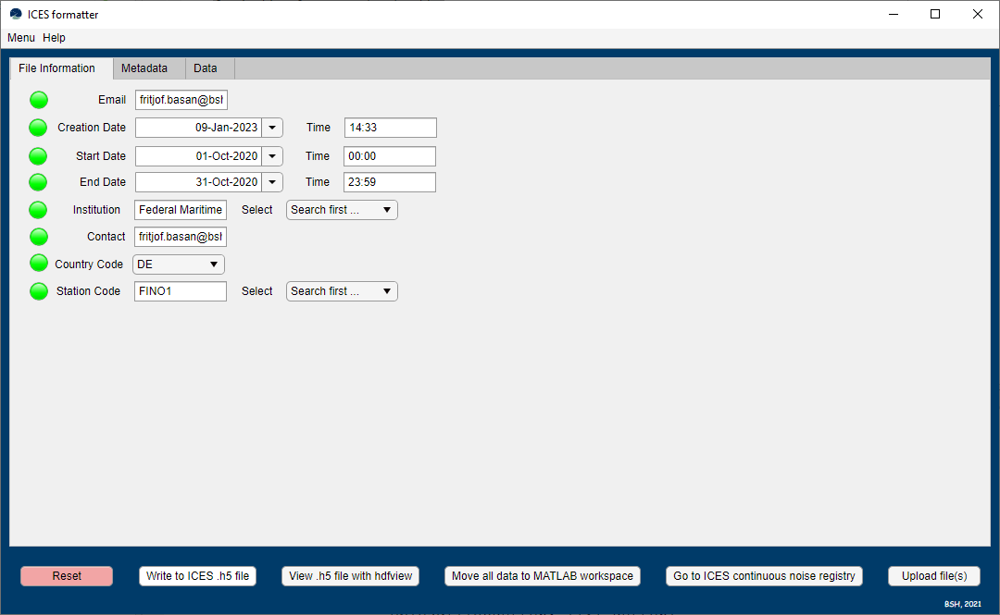 ICES formatter
Menu Help
File Information Metadata Data
Email fritjof.basan@bsh
Creation Date 09-Jan-2023 Time 14:33
Start Date 01-Oct-2020 Time 00:00
End Date 31-Oct-2020 Time 23:59
Institution Federal Maritime Select Search first ...
Contact fritjof.basan@bsh
Country Code DE
Station Code FINO1 Select Search first ...
Reset Write to ICES .h5 file View .h5 file with hdfview Move all data to MATLAB workspace Go to ICES continuous noise registry Upload file(s)
BSH, 2021